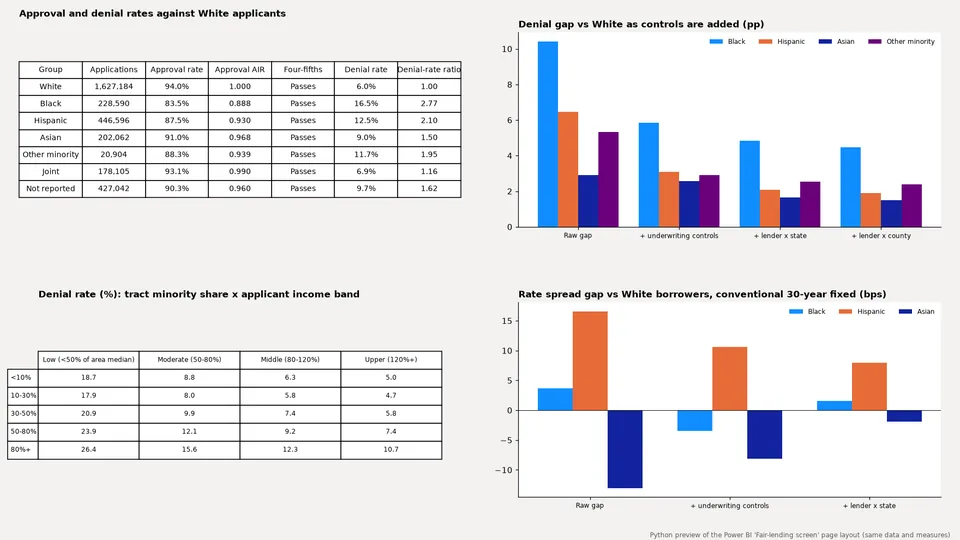 Approval and denial rates against White applicants
Group Applications Approval rate Approval AIR Four-fifths Denial rate Denial-rate ratio
White 1,627,184 94.0% 1.000 Passes 6.0% 1.00
Black 228,590 83.5% 0.888 Passes 16.5% 2.77
Hispanic 446,596 87.5% 0.930 Passes 12.5% 2.10
Asian 202,062 91.0% 0.968 Passes 9.0% 1.50
Other minority 20,904 88.3% 0.939 Passes 11.7% 1.95
Joint 178,105 93.1% 0.990 Passes 6.9% 1.16
Not reported 427,042 90.3% 0.960 Passes 9.7% 1.62
Denial gap vs White as controls are added (pp)
Black Hispanic Asian Other minority
10
8
6
4
2
0
Raw gap + underwriting controls + lender x state + lender x county
Denial rate (%): tract minority share x applicant income band
Low (<50% of area median) Moderate (50-80%) Middle (80-120%) Upper (120%+)
<10% 18.7 8.8 6.3 5.0
10-30% 17.9 8.0 5.8 4.7
30-50% 20.9 9.9 7.4 5.8
50-80% 23.9 12.1 9.2 7.4
80%+ 26.4 15.6 12.3 10.7
Rate spread gap vs White borrowers, conventional 30-year fixed (bps)
Black Hispanic Asian
15
10
5
0
−5
−10
Raw gap + underwriting controls + lender x state
Python preview of the Power BI 'Fair-lending screen' page layout (same data and measures)